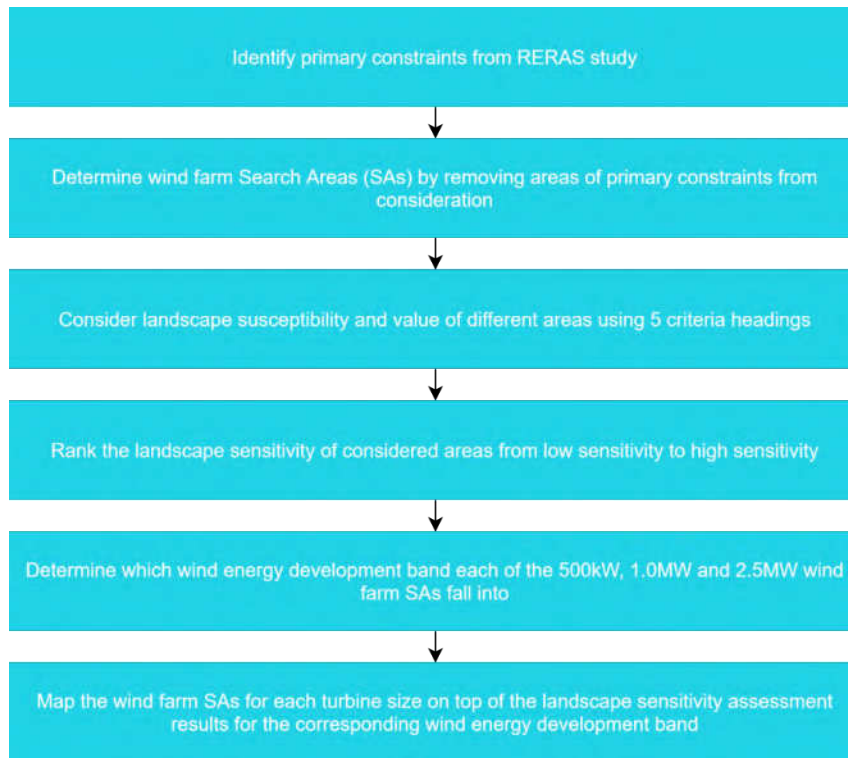 Identify primary constraints from RERAS study
Determine wind farm Search Areas (SAs) by removing areas of primary constraints from
consideration
Consider landscape susceptibility and value of different areas using 5 criteria headings
Rank the landscape sensitivity of considered areas from low sensitivity to high sensitivity
Determine which wind energy development band each of the 500kW, 1.0MW and 2.5MW wind
farm SAs fall into
Map the wind farm SAs for each turbine size on top of the landscape sensitivity assessment
results for the corresponding wind energy development band